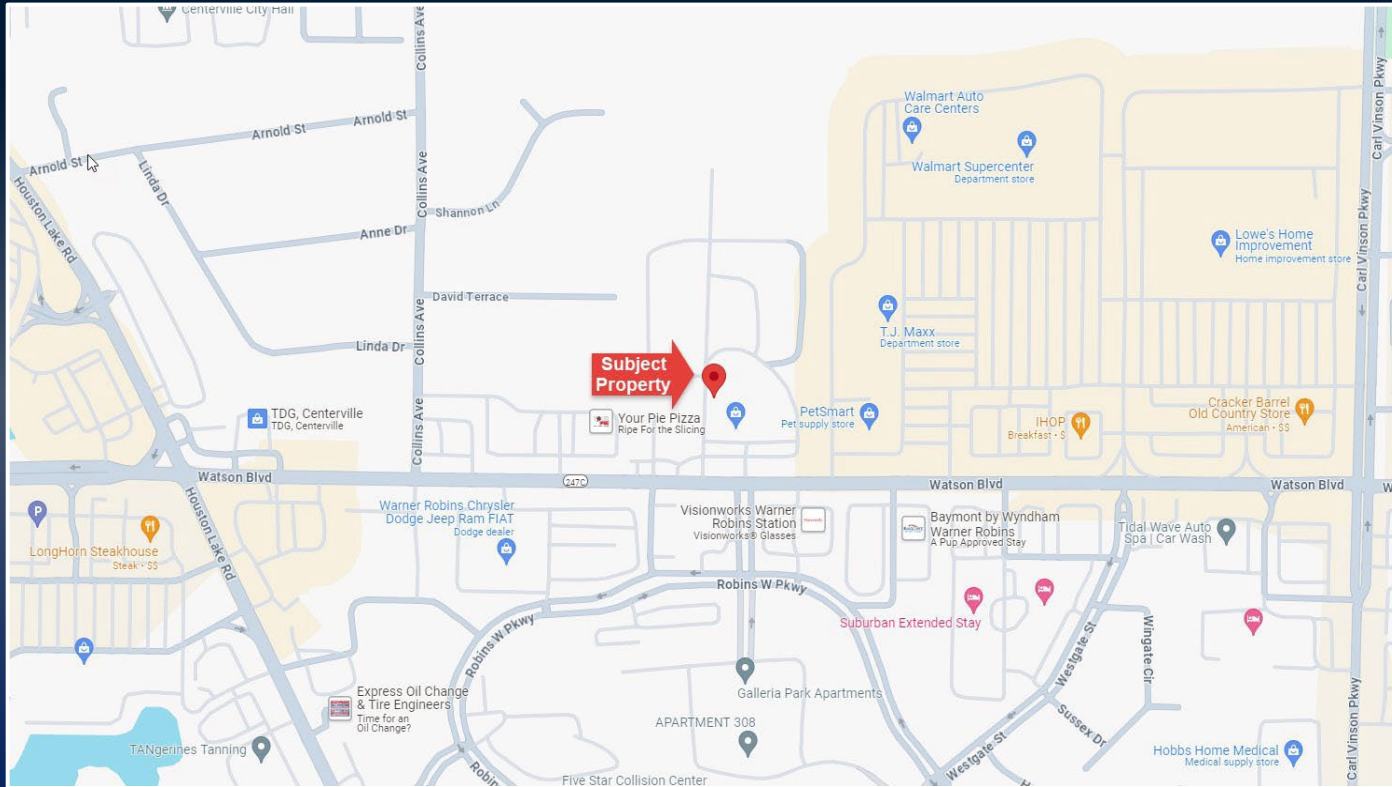 Centerville City Hall
Collins Ave
Carl Vinson Pkwy
Walmart Auto
Care Centers
Arnold St
Arnold St
Arnold St
Walmart Supercenter
Department store
Linda Dr
Collins Ave
Shannon Ln
Houston Lake Rd
Anne Dr
Lowe's Home
Improvement
Home improvement store
Carl Vinson Pkwy
David Terrace
T.J. Maxx
Department store
Linda Dr
Collins Ave
Subject
Property
TDG, Centerville
TDG, Centerville
Collins Ave
Your Pie Pizza
Ripe For the Slicing
PetSmart
Pet supply store
IHOP
Breakfast • $
Cracker Barrel
Old Country Store
American • $$
Watson Blvd
247C
Watson Blvd
Watson Blvd
W
P
LongHorn Steakhouse
Steak • $$
Houston Lake Rd
Warner Robins Chrysler
Dodge Jeep Ram FIAT
Dodge dealer
Visionworks Warner
Robins Station
Visionworks® Glasses
Baymont by Wyndham
Warner Robins
A Pup Approved Stay
Tidal Wave Auto
Spa | Car Wash
Robins W Pkwy
Robins W Pkwy
Suburban Extended Stay
Westgate St
Wingate Cir
Express Oil Change
& Tire Engineers
Time for an
Oil Change?
Galleria Park Apartments
APARTMENT 308
Sussex Dr
Carl Vinson Pkwy
TANgerines Tanning
Robin
Five Star Collision Center
Westgate St
H
Hobbs Home Medical
Medical supply store